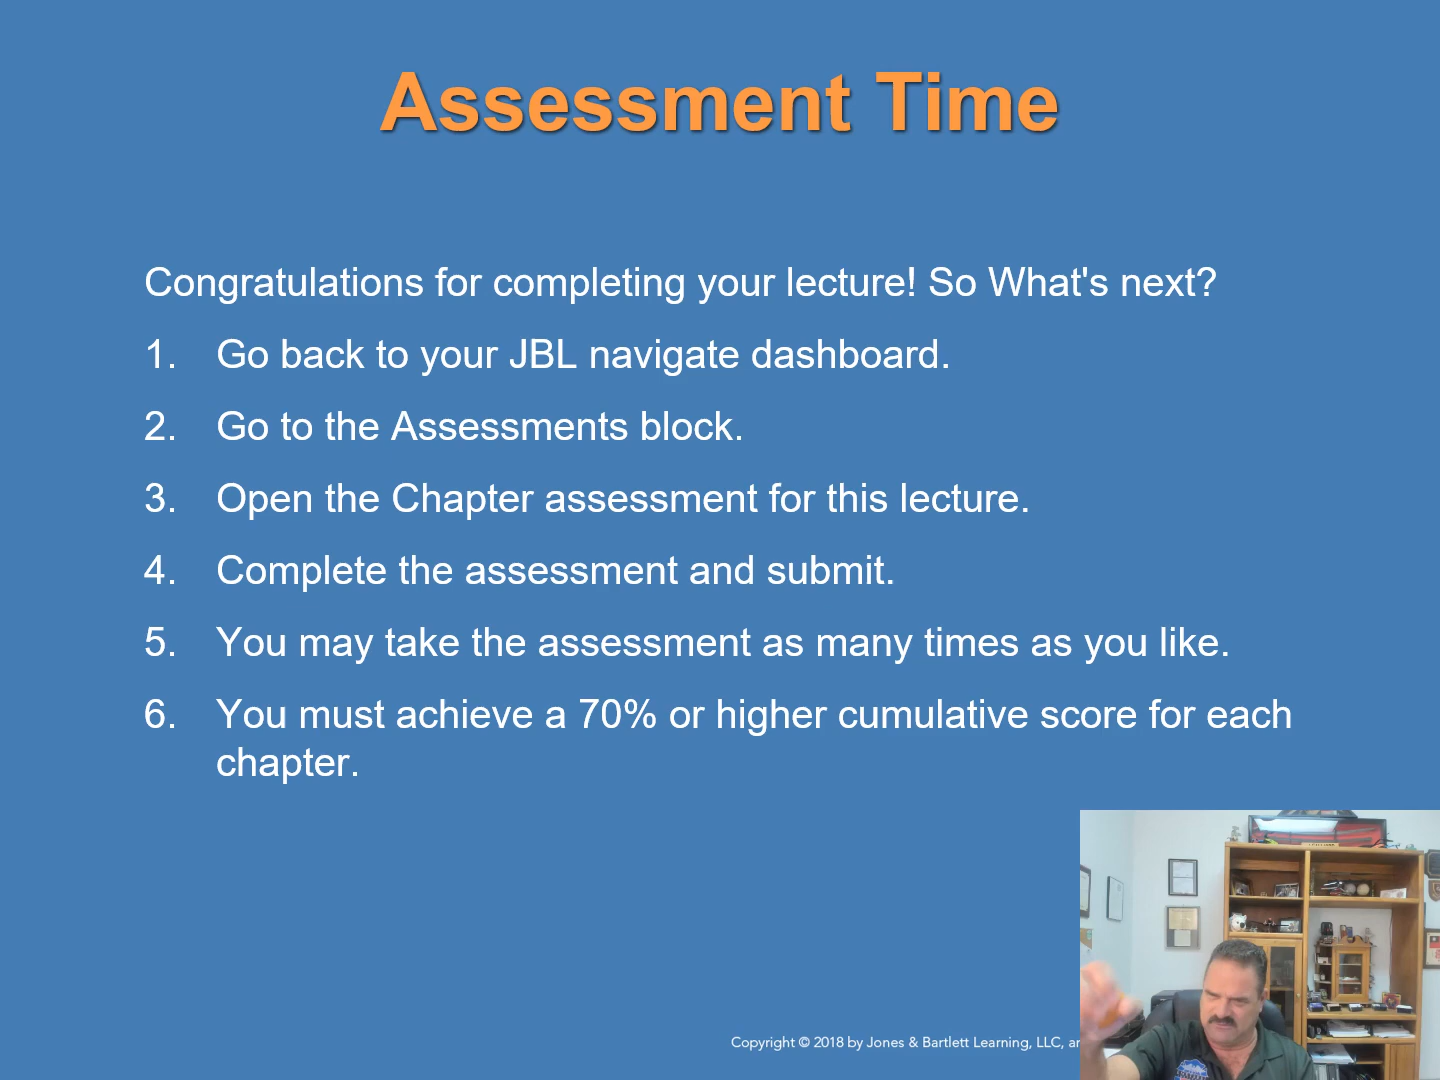 Assessment Time
Congratulations for completing your lecture! So What's next?
1. Go back to your JBL navigate dashboard.
2. Go to the Assessments block.
3. Open the Chapter assessment for this lecture.
4. Complete the assessment and submit.
5. You may take the assessment as many times as you like.
6. You must achieve a 70% or higher cumulative score for each
chapter.
Copyright © 2018 by Jones & Bartlett Learning, LLC,